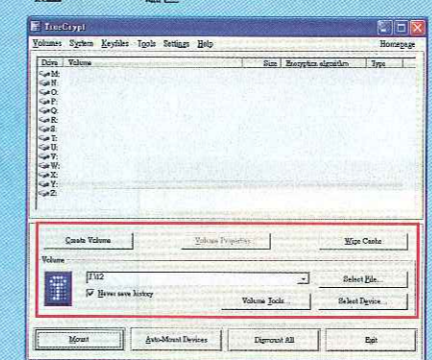 TrueCrypt
Volumes System Keyfiles Tools Settings Help Homepage
Drive Volume Size Encryption algorithm Type
M:
N:
O:
P:
Q:
R:
S:
T:
U:
V:
W:
X:
Y:
Z:
Create Volume Volume Properties... Wipe Cache
Volume
Select File...
Never save history
Volume Tools... Select Device...
Mount Auto-Mount Devices Dismount All Exit